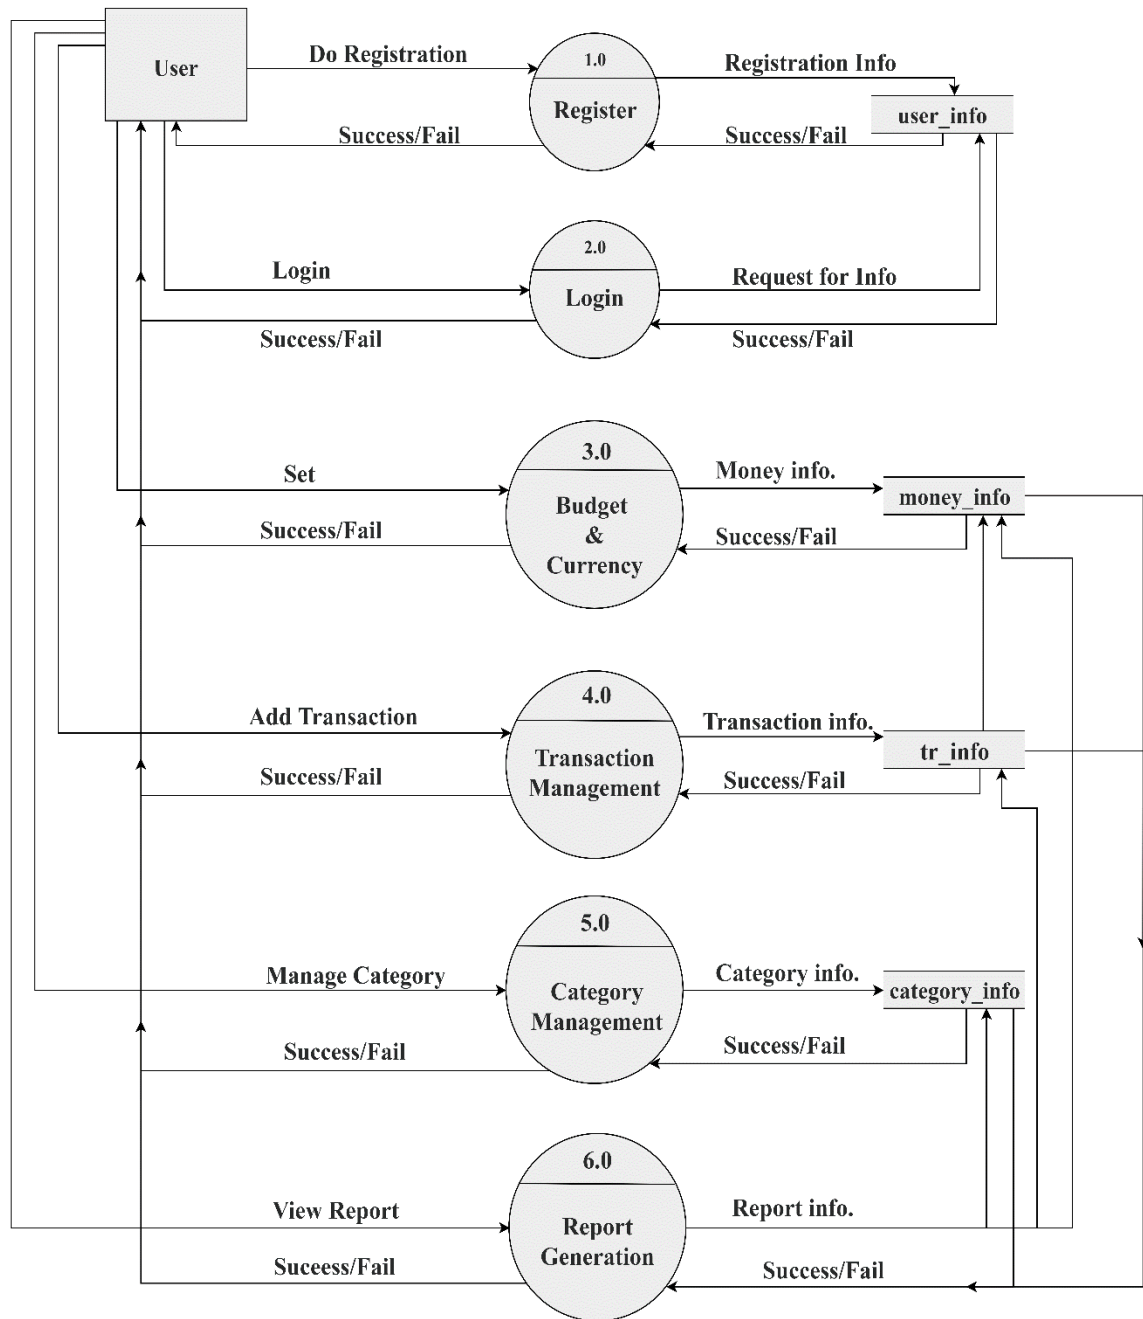 User
Do Registration
1.0
Register
Registration Info
user_info
Success/Fail
Success/Fail
2.0
Login
Login
Request for Info
Success/Fail
Success/Fail
3.0
Budget
&
Currency
Set
Money info.
money_info
Success/Fail
Success/Fail
4.0
Transaction
Management
Add Transaction
Transaction info.
tr_info
Success/Fail
Success/Fail
5.0
Category
Management
Manage Category
Category info.
category_info
Success/Fail
Success/Fail
6.0
Report
Generation
View Report
Report info.
Suceess/Fail
Success/Fail